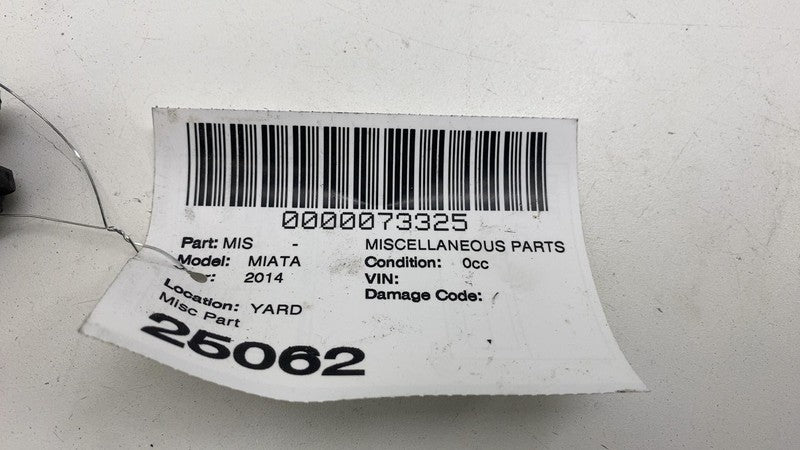 0000073325
Part: MIS - MISCELLANEOUS PARTS
Model: MIATA Condition: 0cc
: 2014 VIN:
Location: YARD Damage Code: /
Misc Part
25062